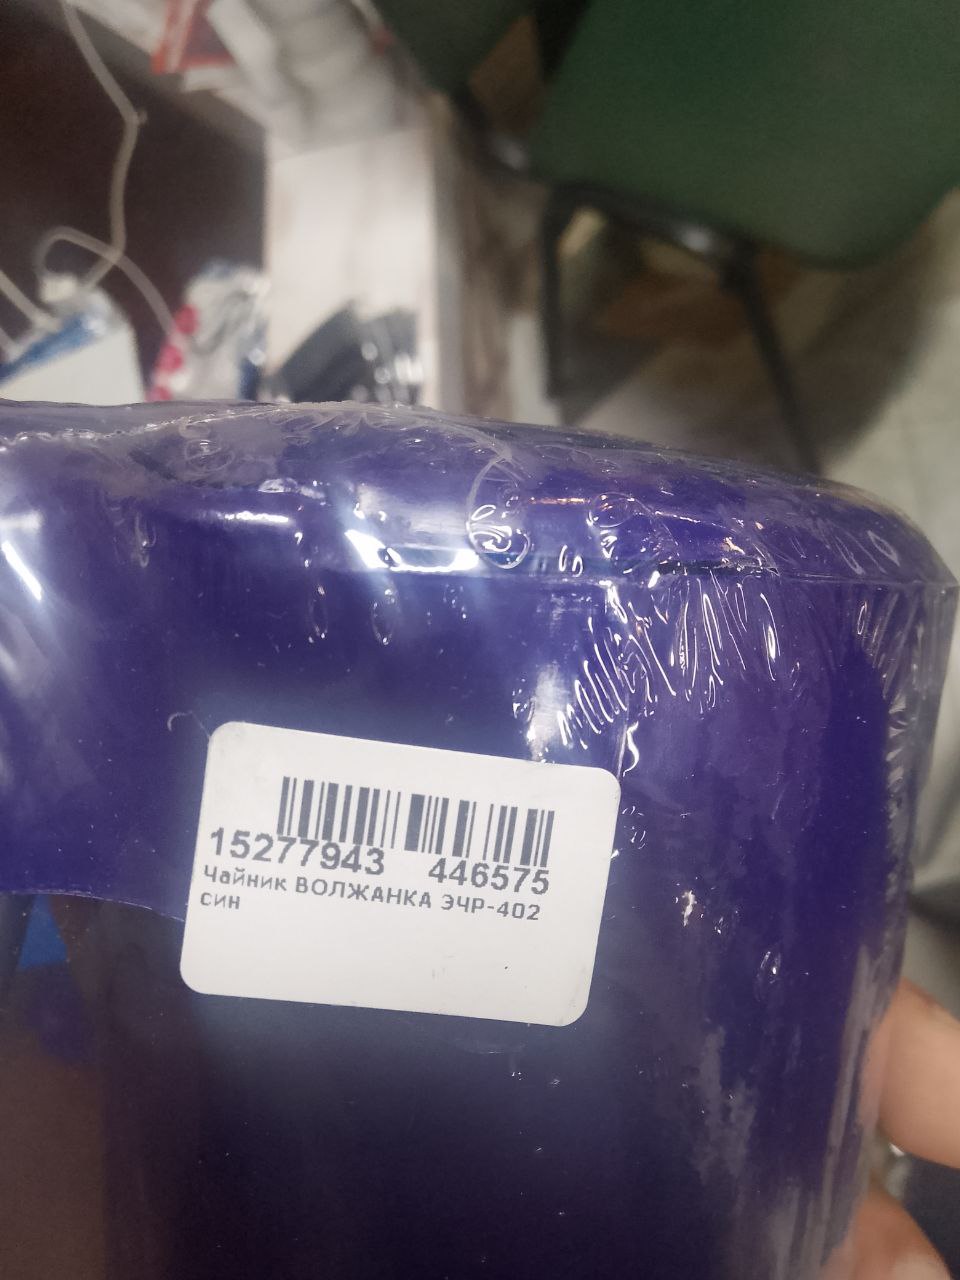 15277943 446575
Чайник ВОЛЖАНКА ЭЧР-402
син